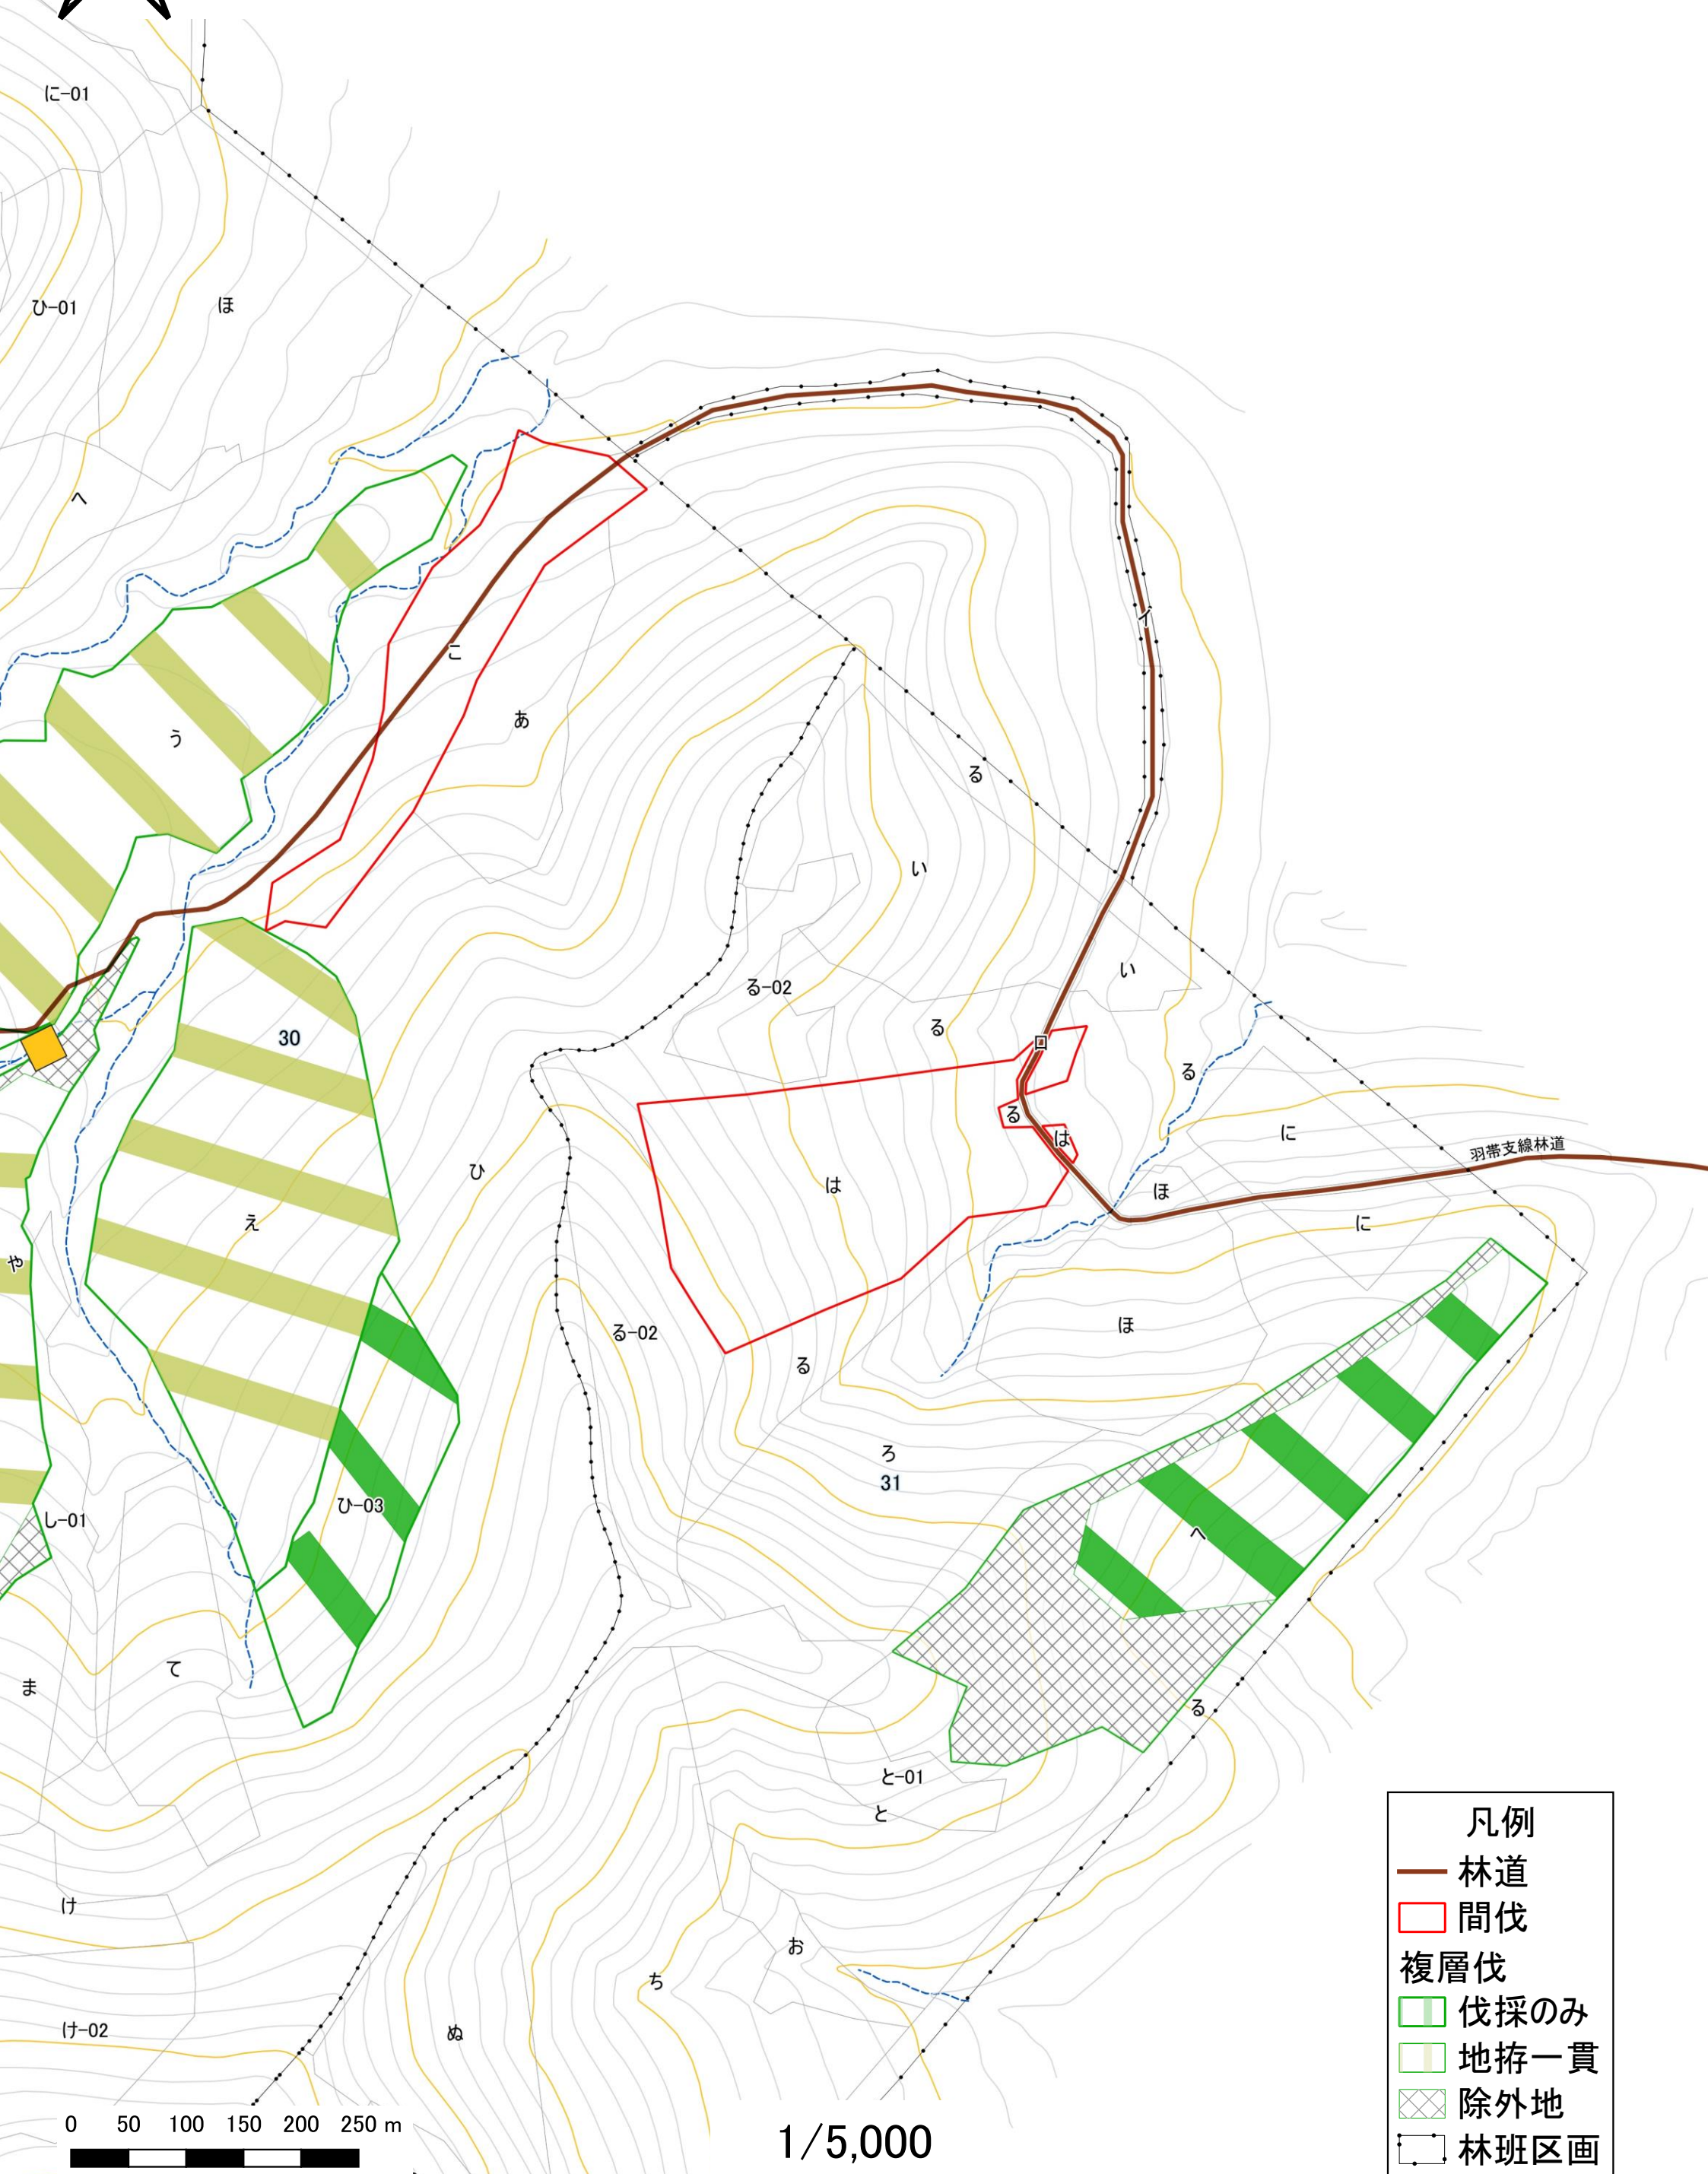 に-01
ひ-01
ほ
へ
こ
う
あ
イ
る
い
い
る-02
る
ロ
30
る
る
は
に
羽帯支線林道
ひ
は
ほ
え
に
や
る-02
ほ
る
ろ
31
ひ-03
し-01
へ
て
ま
る
と-01
と
け
お
ち
け-02
ぬ
0 50 100 150 200 250 m
1/5,000
凡例
林道
間伐
複層伐
伐採のみ
地拵一貫
除外地
林班区画